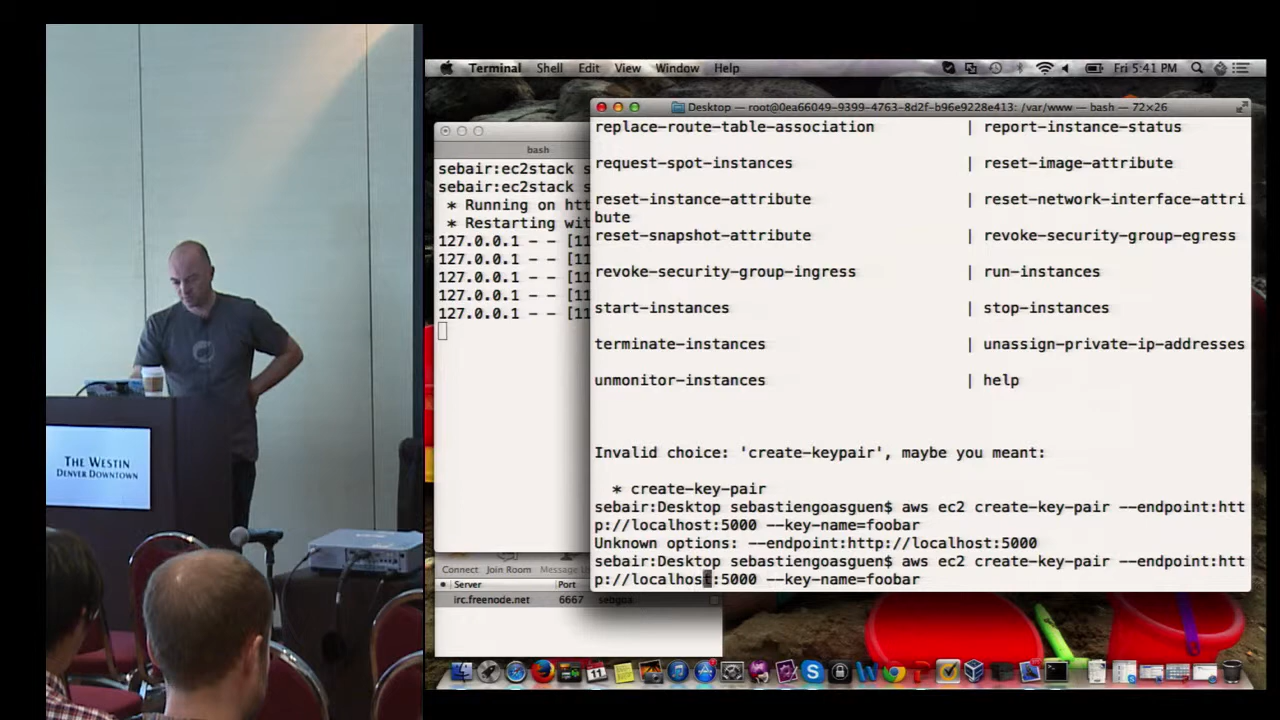 THE WESTIN
DENVER DOWNTOWN
Terminal Shell Edit View Window Help
Fri 5:41 PM
Desktop — root@0ea66049-9399-4763-8d2f-b96e9228e413: /var/www — bash — 72×26
bash
sebair:ec2stack s
sebair:ec2stack s
* Running on htt
* Restarting wit
127.0.0.1 - - [11
127.0.0.1 - - [11
127.0.0.1 - - [11
127.0.0.1 - - [11
127.0.0.1 - - [11
replace-route-table-association | report-instance-status
request-spot-instances | reset-image-attribute
reset-instance-attribute | reset-network-interface-attri
bute
reset-snapshot-attribute | revoke-security-group-egress
revoke-security-group-ingress | run-instances
start-instances | stop-instances
terminate-instances | unassign-private-ip-addresses
unmonitor-instances | help
Invalid choice: 'create-keypair', maybe you meant:
* create-key-pair
sebair:Desktop sebastiengoasguen$ aws ec2 create-key-pair --endpoint:htt
p://localhost:5000 --key-name=foobar
Unknown options: --endpoint:http://localhost:5000
sebair:Desktop sebastiengoasguen$ aws ec2 create-key-pair --endpoint:htt
p://localhost:5000 --key-name=foobar
Connect Join Room Message
Server Port
irc.freenode.net 6667